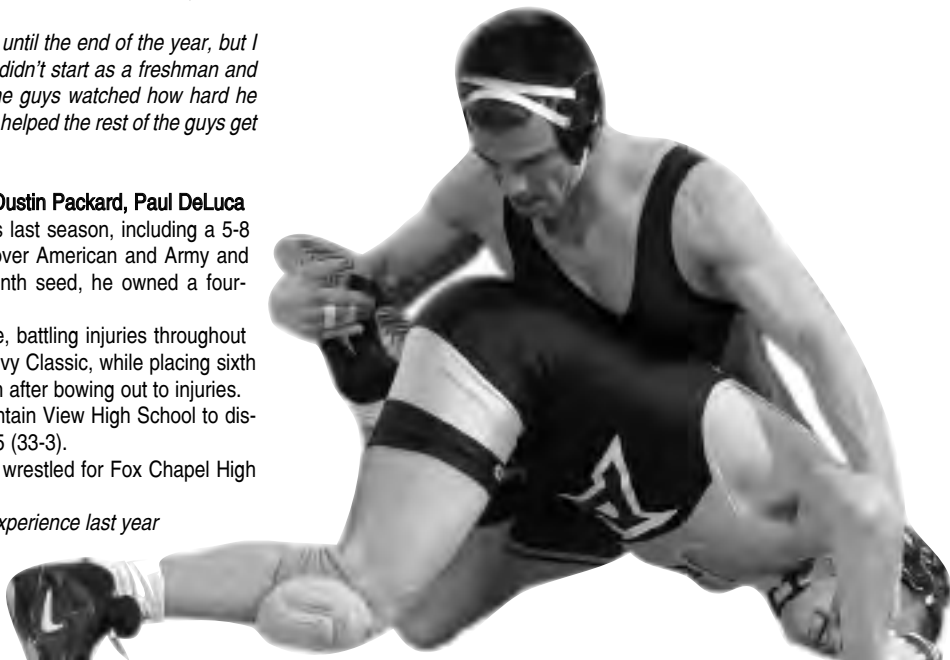 until the end of the year, but I
didn't start as a freshman and
e guys watched how hard he
helped the rest of the guys get
Dustin Packard, Paul DeLuca
s last season, including a 5-8
over American and Army and
nth seed, he owned a four-
e, battling injuries throughout
vy Classic, while placing sixth
n after bowing out to injuries.
ntain View High School to dis-
5 (33-3).
wrestled for Fox Chapel High
xperience last year